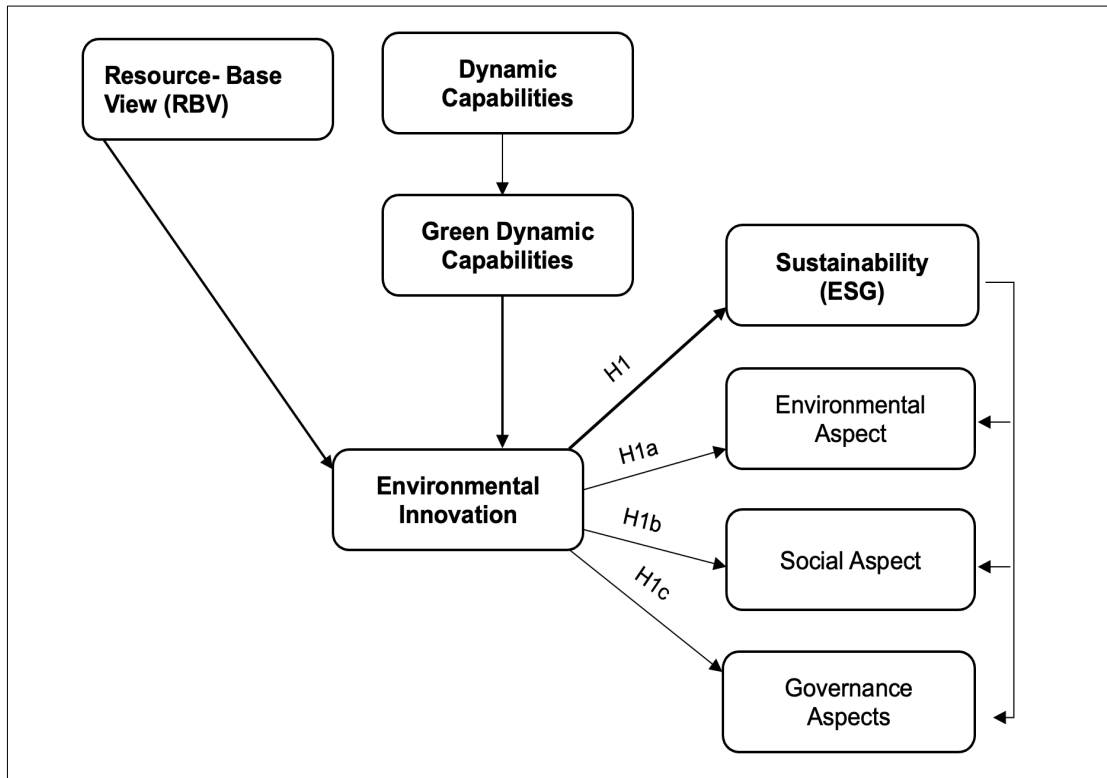 Resource- Base
View (RBV)
Dynamic
Capabilities
Green Dynamic
Capabilities
Sustainability
(ESG)
H1
Environmental
Aspect
H1a
Environmental
Innovation
H1b
Social Aspect
H1c
Governance
Aspects